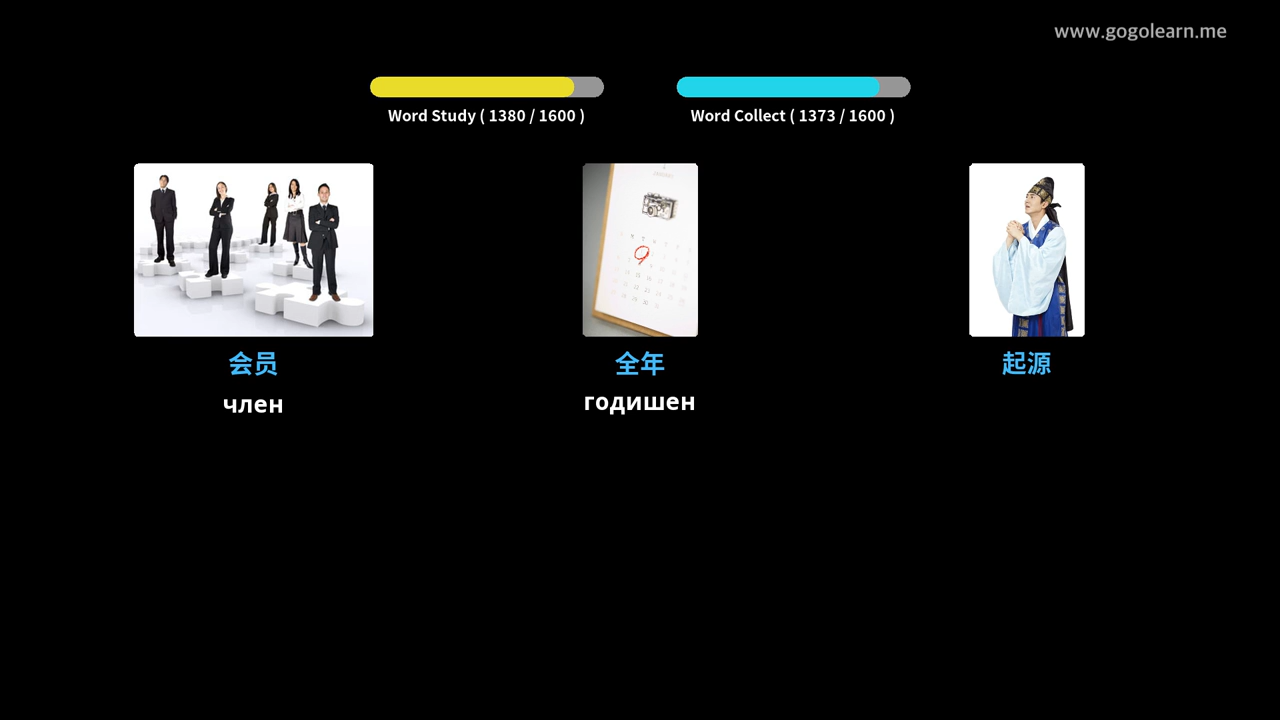 www.gogolearn.me
Word Study ( 1380 / 1600 )
Word Collect ( 1373 / 1600 )
会员
全年
起源
член
годишен